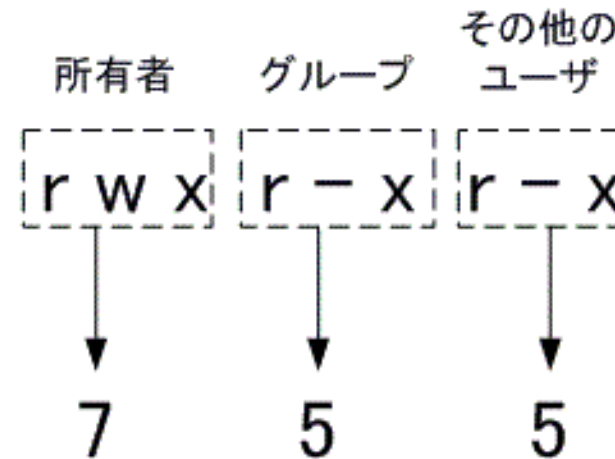 所有者 グループ その他の
ユーザ
r w x r - x r - x
7 5 5